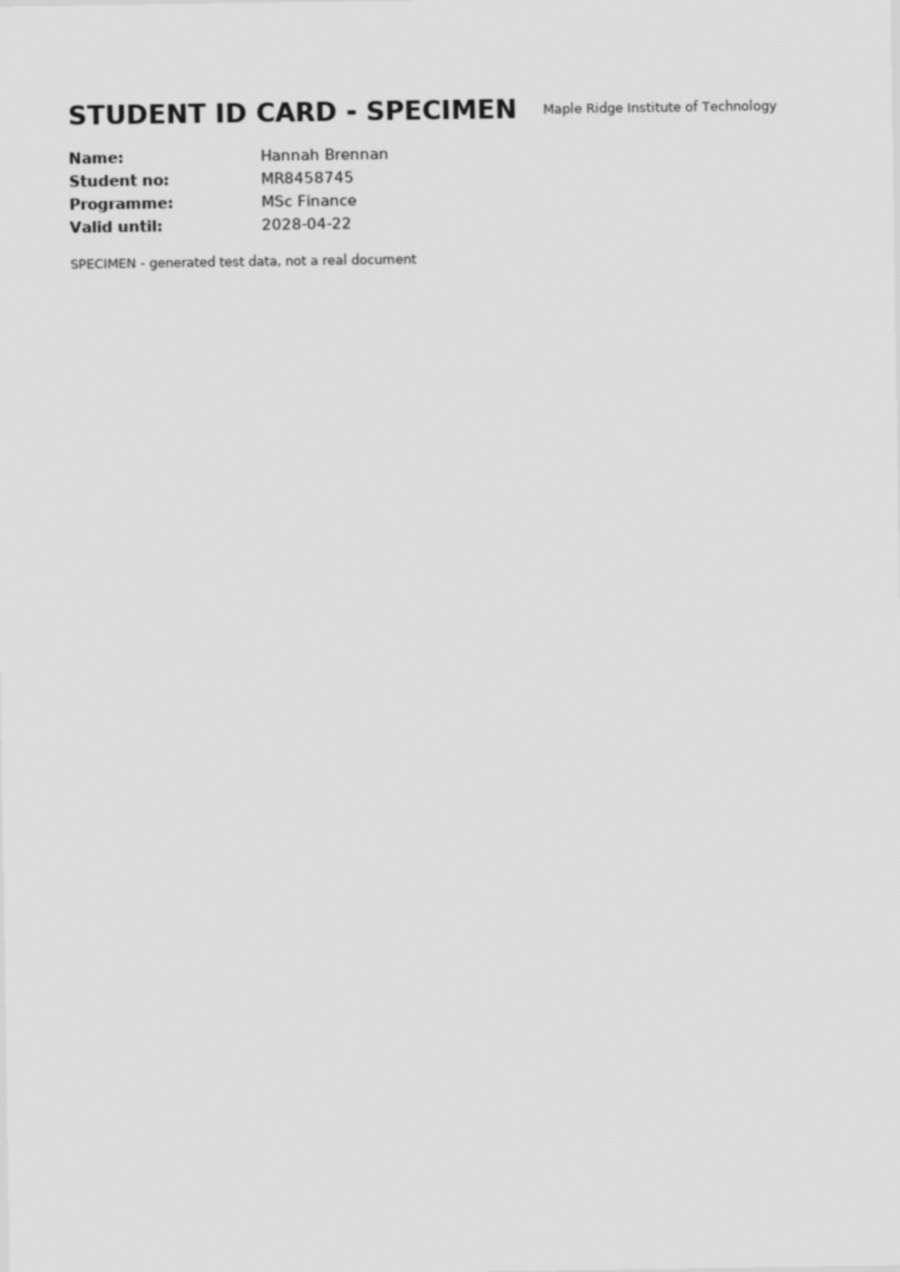 STUDENT ID CARD - SPECIMEN Maple Ridge Institute of Technology
Name: Hannah Brennan
Student no: MR8458745
Programme: MSc Finance
Valid until: 2028-04-22
SPECIMEN - generated test data, not a real document